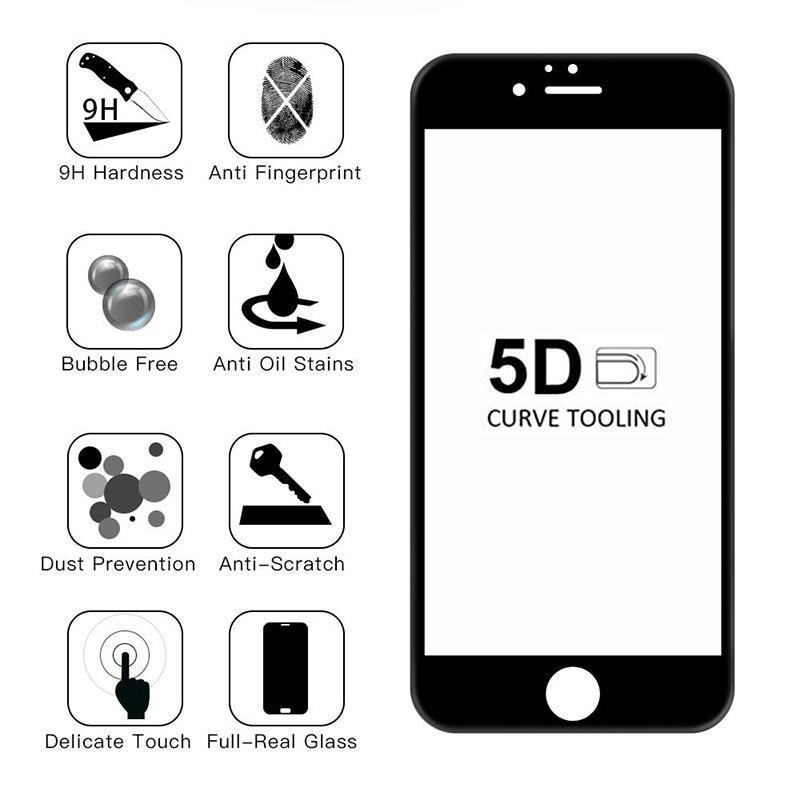 9H
9H Hardness
Anti Fingerprint
Bubble Free
Anti Oil Stains
Dust Prevention
Anti-Scratch
Delicate Touch
Full-Real Glass
5D
CURVE TOOLING